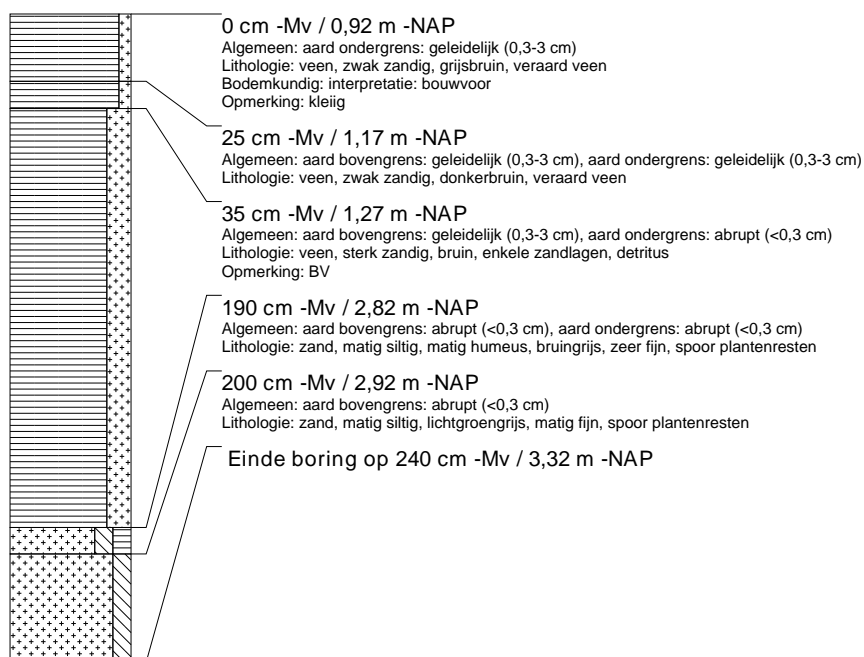 0 cm -Mv / 0,92 m -NAP
Algemeen: aard ondergrens: geleidelijk (0,3-3 cm)
Lithologie: veen, zwak zandig, grijsbruin, veraard veen
Bodemkundig: interpretatie: bouwvoor
Opmerking: kleiig
25 cm -Mv / 1,17 m -NAP
Algemeen: aard bovengrens: geleidelijk (0,3-3 cm), aard ondergrens: geleidelijk (0,3-3 cm)
Lithologie: veen, zwak zandig, donkerbruin, veraard veen
35 cm -Mv / 1,27 m -NAP
Algemeen: aard bovengrens: geleidelijk (0,3-3 cm), aard ondergrens: abrupt (<0,3 cm)
Lithologie: veen, sterk zandig, bruin, enkele zandlagen, detritus
Opmerking: BV
190 cm -Mv / 2,82 m -NAP
Algemeen: aard bovengrens: abrupt (<0,3 cm), aard ondergrens: abrupt (<0,3 cm)
Lithologie: zand, matig siltig, matig humeus, bruingrijs, zeer fijn, spoor plantenresten
200 cm -Mv / 2,92 m -NAP
Algemeen: aard bovengrens: abrupt (<0,3 cm)
Lithologie: zand, matig siltig, lichtgroengrijs, matig fijn, spoor plantenresten
Einde boring op 240 cm -Mv / 3,32 m -NAP